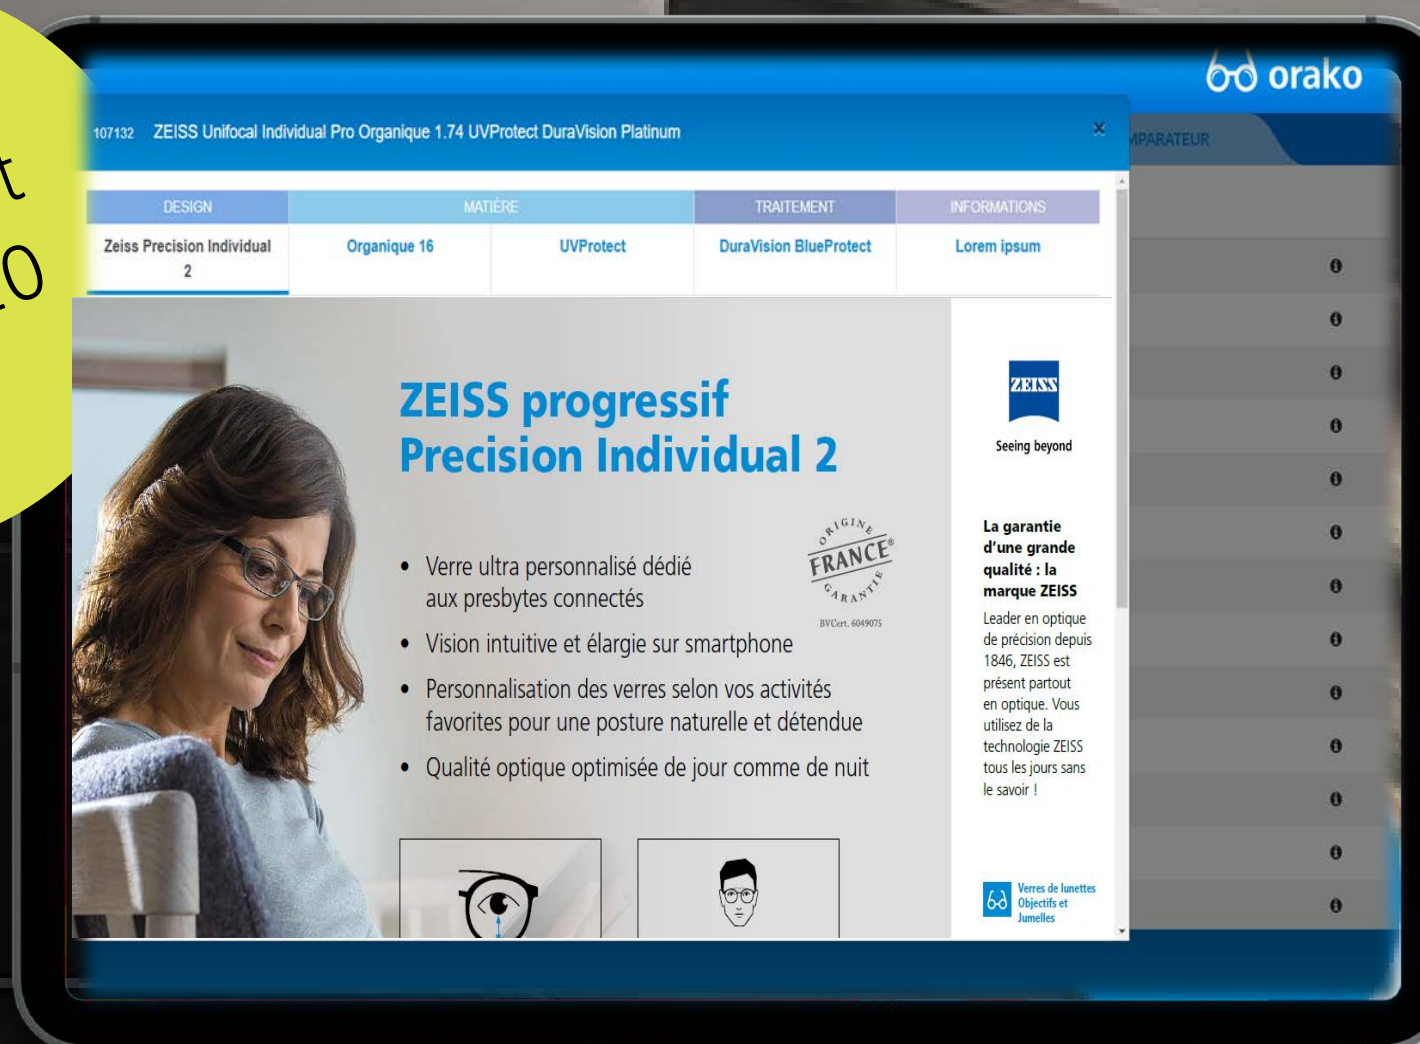 orako
107132 ZEISS Unifocal Individual Pro Organique 1.74 UVProtect DuraVision Platinum
×
DESIGN
MATIÈRE
TRAITEMENT
INFORMATIONS
Zeiss Precision Individual
2
Organique 16
UVProtect
DuraVision BlueProtect
Lorem ipsum
ZEISS progressif
Precision Individual 2
ORIGINE
FRANCE®
GARANTIE
BVCert. 6049075
• Verre ultra personnalisé dédié
aux presbytes connectés
• Vision intuitive et élargie sur smartphone
• Personnalisation des verres selon vos activités
favorites pour une posture naturelle et détendue
• Qualité optique optimisée de jour comme de nuit
ZEISS
Seeing beyond
La garantie
d'une grande
qualité : la
marque ZEISS
Leader en optique
de précision depuis
1846, ZEISS est
présent partout
en optique. Vous
utilisez de la
technologie ZEISS
tous les jours sans
le savoir !
Verres de lunettes
Objectifs et
Jumelles